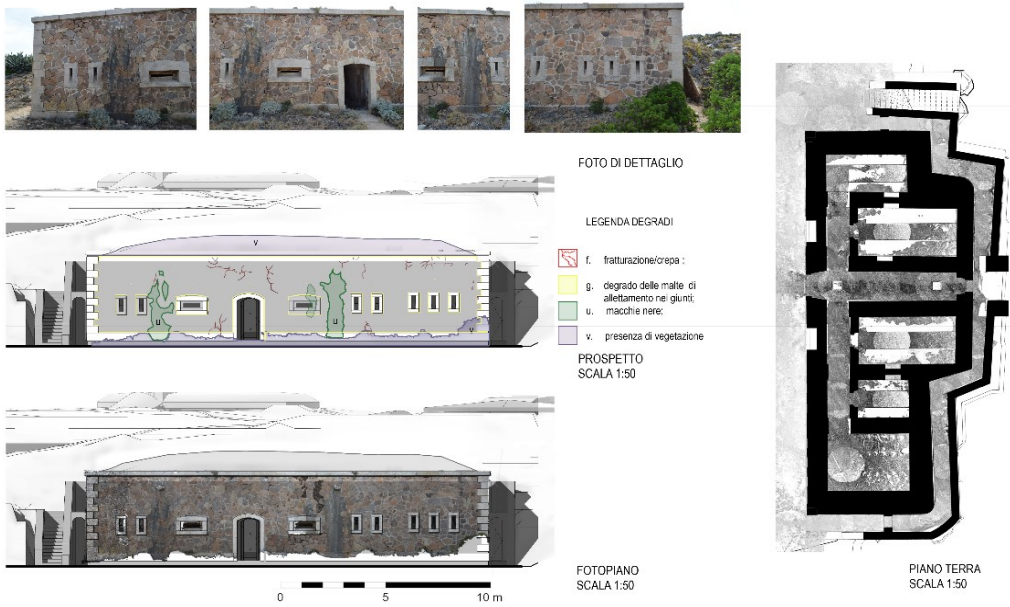 FOTO DI DETTAGLIO
LEGENDA DEGRADI
f. fratturazione/crepa :
g. degrado delle malte di
allettamento nei giunti;
u. macchie nere;
v. presenza di vegetazione
PROSPETTO
SCALA 1:50
v
u
u
v
FOTOPIANO
SCALA 1:50
0 5 10 m
PIANO TERRA
SCALA 1:50